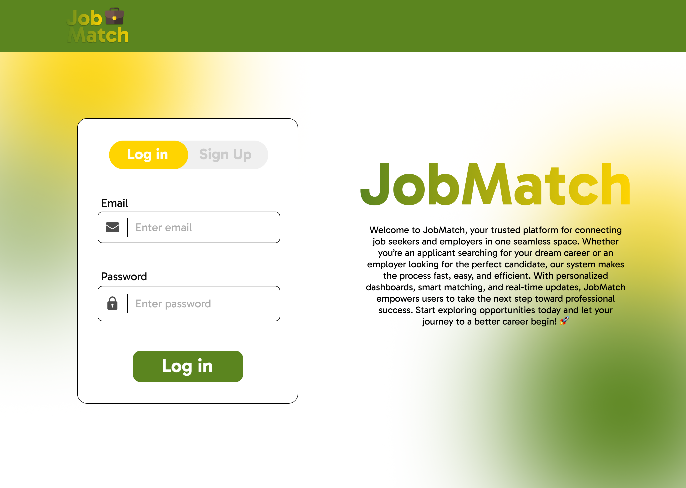 Job
Match
Log in
Sign Up
Email
Enter email
Password
Enter password
Log in
JobMatch
Welcome to JobMatch, your trusted platform for connecting
job seekers and employers in one seamless space. Whether
you're an applicant searching for your dream career or an
employer looking for the perfect candidate, our system makes
the process fast, easy, and efficient. With personalized
dashboards, smart matching, and real-time updates, JobMatch
empowers users to take the next step toward professional
success. Start exploring opportunities today and let your
journey to a better career begin! 🚀